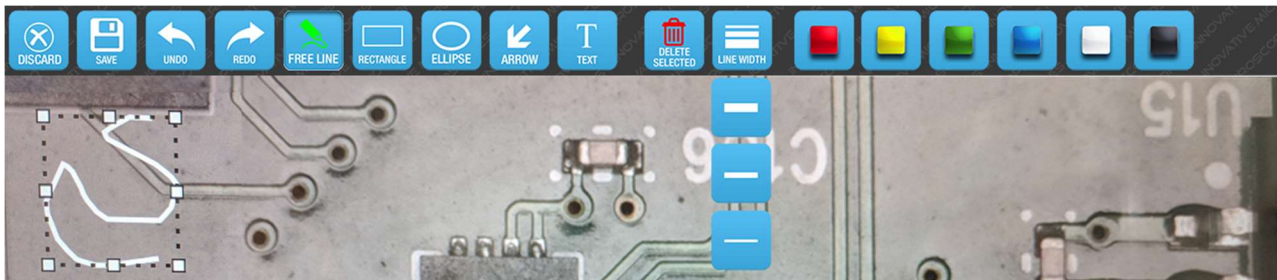 DISCARD
SAVE
UNDO
REDO
FREE LINE
RECTANGLE
ELLIPSE
ARROW
T
TEXT
DELETE
SELECTED
LINE WIDTH
U15